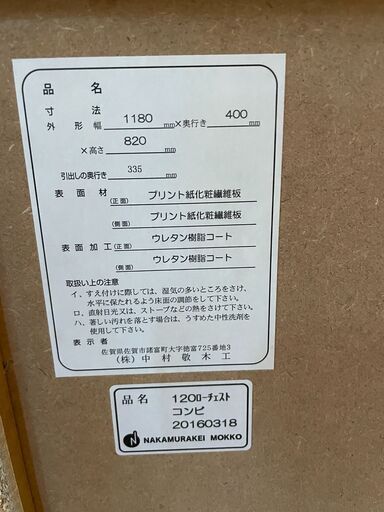 品 名
寸 法
外 形 幅 1180 mm×奥行き 400 mm
×高さ 820 mm
引出しの奥行き 335 mm
表 面 材 (正面) プリント紙化粧繊維板
(側面) プリント紙化粧繊維板
表 面 加 工 (正面) ウレタン樹脂コート
(側面) ウレタン樹脂コート
取扱い上の注意
イ、すえ付けに際しては、湿気の多いところをさけ、
水平に保たれるよう床面の調節をして下さい。
ロ、直射日光又は、ストーブなどの熱をさけて下さい。
ハ、著しい汚れを落とす場合は、うすめた中性洗剤を
使用して下さい。
表 示 者
佐賀県佐賀市諸富町大字徳富725番地3
(株) 中 村 敬 木 工
品 名 120ローチェスト
コンビ
20160318
NAKAMURAKEI MOKKO